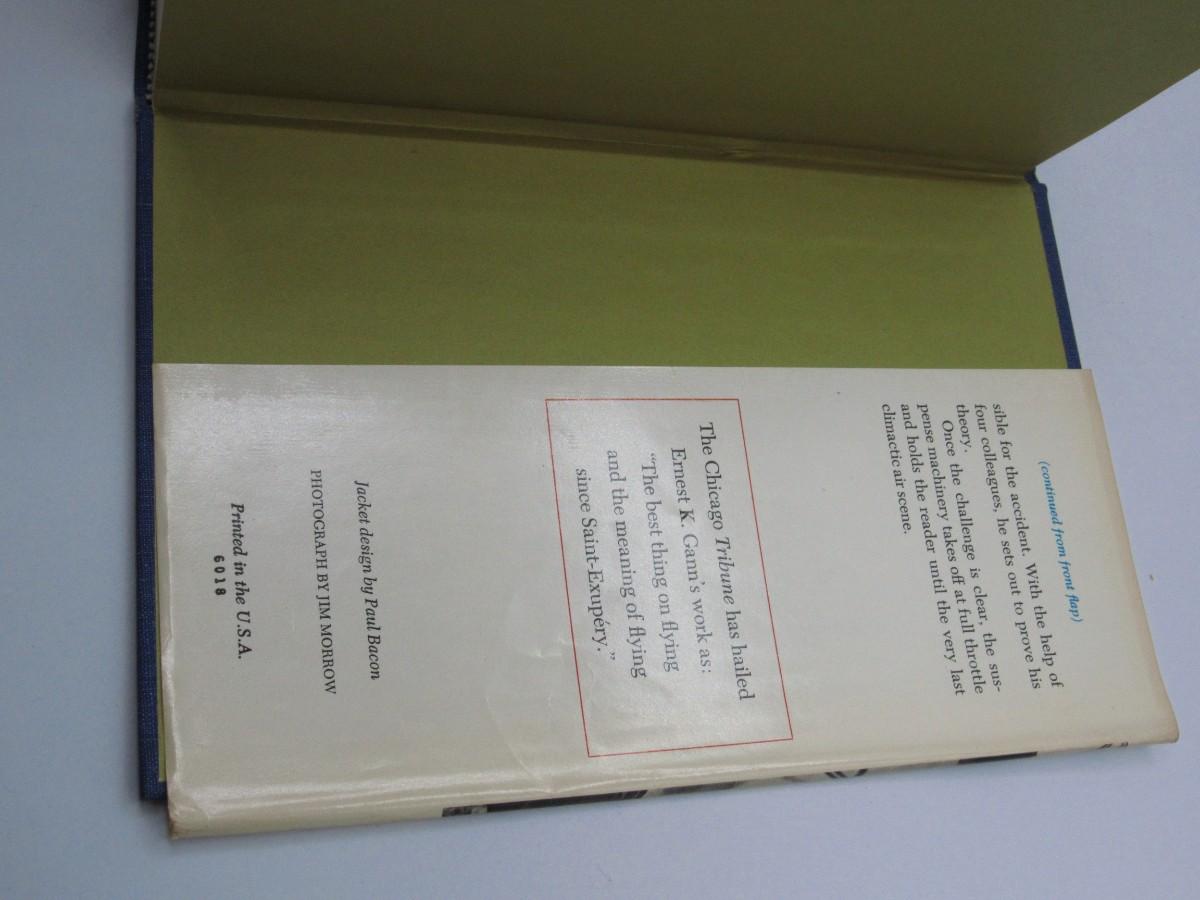 (continued from front flap)
sible for the accident. With the help of
four colleagues, he sets out to prove his
theory.
Once the challenge is clear, the sus-
pense machinery takes off at full throttle
and holds the reader until the very last
climactic air scene.
The Chicago Tribune has hailed
Ernest K. Gann's work as:
"The best thing on flying
and the meaning of flying
since Saint-Exupéry."
Jacket design by Paul Bacon
PHOTOGRAPH BY JIM MORROW
Printed in the U.S.A.
6018